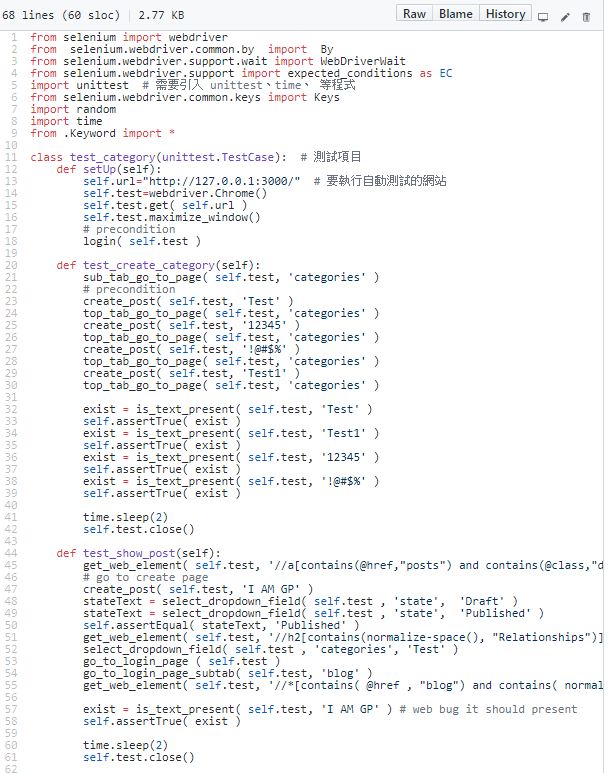 68 lines (60 sloc) | 2.77 KB
Raw Blame History
1 from selenium import webdriver
2 from  selenium.webdriver.common.by  import  By
3 from selenium.webdriver.support.wait import WebDriverWait
4 from selenium.webdriver.support import expected_conditions as EC
5 import unittest  # 需要引入 unittest、time、 等程式
6 from selenium.webdriver.common.keys import Keys
7 import random
8 import time
9 from .Keyword import *
10
11 class test_category(unittest.TestCase):  # 測試項目
12     def setUp(self):
13         self.url="http://127.0.0.1:3000/"  # 要執行自動測試的網站
14         self.test=webdriver.Chrome()
15         self.test.get( self.url )
16         self.test.maximize_window()
17         # precondition
18         login( self.test )
19
20     def test_create_category(self):
21         sub_tab_go_to_page( self.test, 'categories' )
22         # precondition
23         create_post( self.test, 'Test' )
24         top_tab_go_to_page( self.test, 'categories' )
25         create_post( self.test, '12345' )
26         top_tab_go_to_page( self.test, 'categories' )
27         create_post( self.test, '!@#$%' )
28         top_tab_go_to_page( self.test, 'categories' )
29         create_post( self.test, 'Test1' )
30         top_tab_go_to_page( self.test, 'categories' )
31
32         exist = is_text_present( self.test, 'Test' )
33         self.assertTrue( exist )
34         exist = is_text_present( self.test, 'Test1' )
35         self.assertTrue( exist )
36         exist = is_text_present( self.test, '12345' )
37         self.assertTrue( exist )
38         exist = is_text_present( self.test, '!@#$%' )
39         self.assertTrue( exist )
40
41         time.sleep(2)
42         self.test.close()
43
44     def test_show_post(self):
45         get_web_element( self.test, '//a[contains(@href,"posts") and contains(@class,"d
46         # go to create page
47         create_post( self.test, 'I AM GP' )
48         stateText = select_dropdown_field( self.test , 'state',  'Draft' )
49         stateText = select_dropdown_field( self.test , 'state',  'Published' )
50         self.assertEqual( stateText, 'Published' )
51         get_web_element( self.test, '//h2[contains(normalize-space(), "Relationships")]
52         select_dropdown_field( self.test , 'categories', 'Test' )
53         go_to_login_page ( self.test )
54         go_to_login_page_subtab( self.test, 'blog' )
55         get_web_element( self.test, '//*[contains( @href , "blog") and contains( normal
56
57         exist = is_text_present( self.test, 'I AM GP' ) # web bug it should present
58         self.assertTrue( exist )
59
60         time.sleep(2)
61         self.test.close()
62